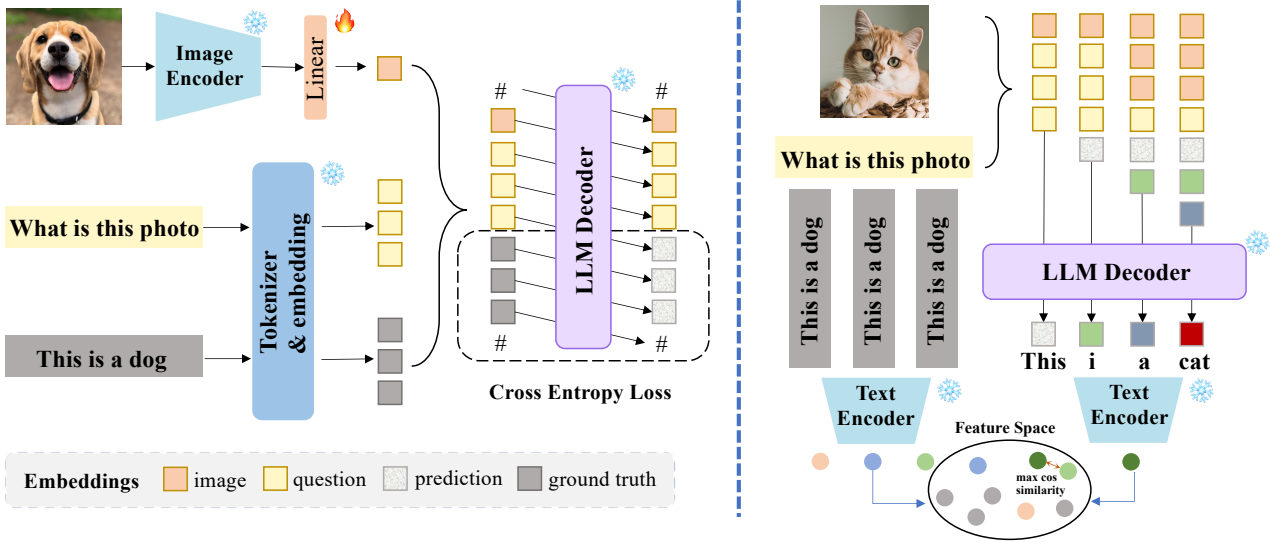 Image
Encoder
Linear
What is this photo
This is a dog
Tokenizer
& embedding
#
#
LLM Decoder
#
#
Cross Entropy Loss
Embeddings
image
question
prediction
ground truth
What is this photo
This is a dog
This is a dog
This is a dog
LLM Decoder
This
i
a
cat
Text
Encoder
Text
Encoder
Feature Space
max cos
similarity